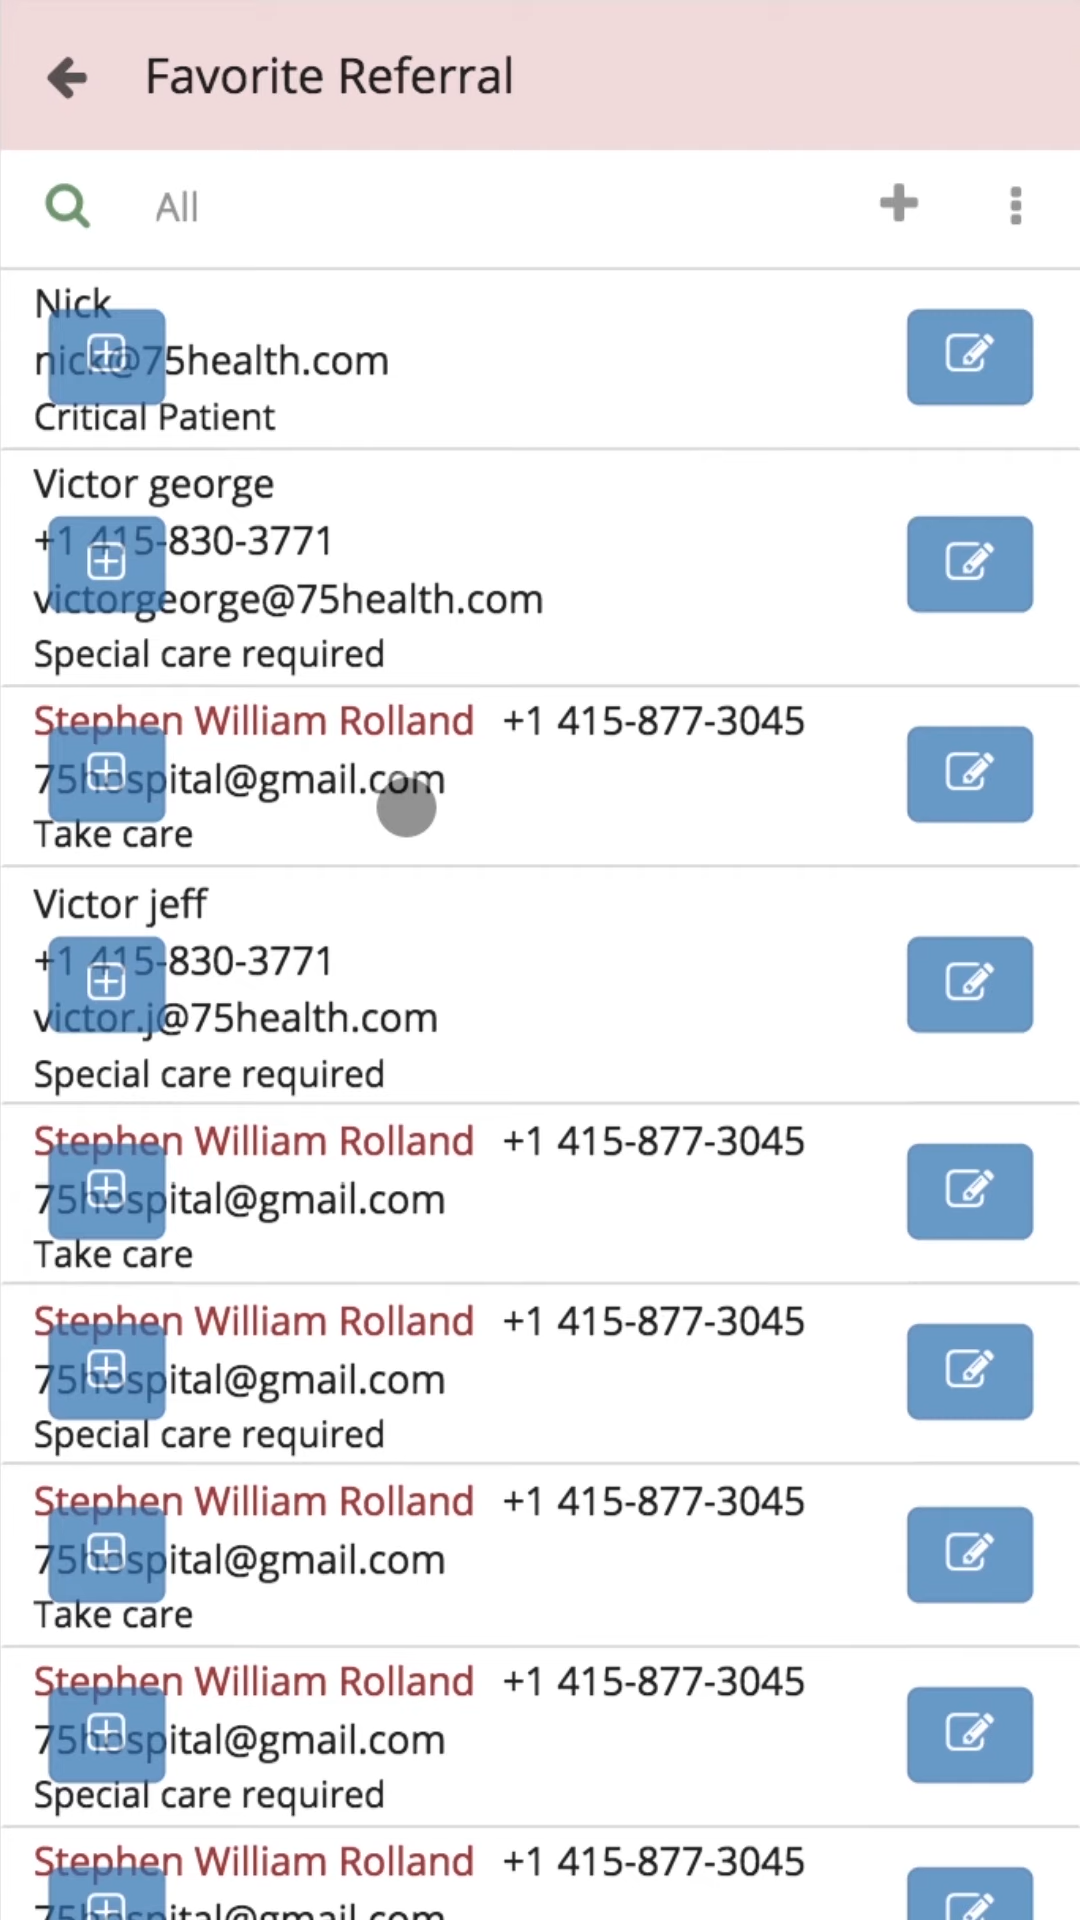 Favorite Referral
All
Nick
nick@75health.com
Critical Patient
Victor george
+1 415-830-3771
victorgeorge@75health.com
Special care required
Stephen William Rolland +1 415-877-3045
75hospital@gmail.com
Take care
Victor jeff
+1 415-830-3771
victor.j@75health.com
Special care required
Stephen William Rolland +1 415-877-3045
75hospital@gmail.com
Take care
Stephen William Rolland +1 415-877-3045
75hospital@gmail.com
Special care required
Stephen William Rolland +1 415-877-3045
75hospital@gmail.com
Take care
Stephen William Rolland +1 415-877-3045
75hospital@gmail.com
Special care required
Stephen William Rolland +1 415-877-3045
75hospital@gmail.com